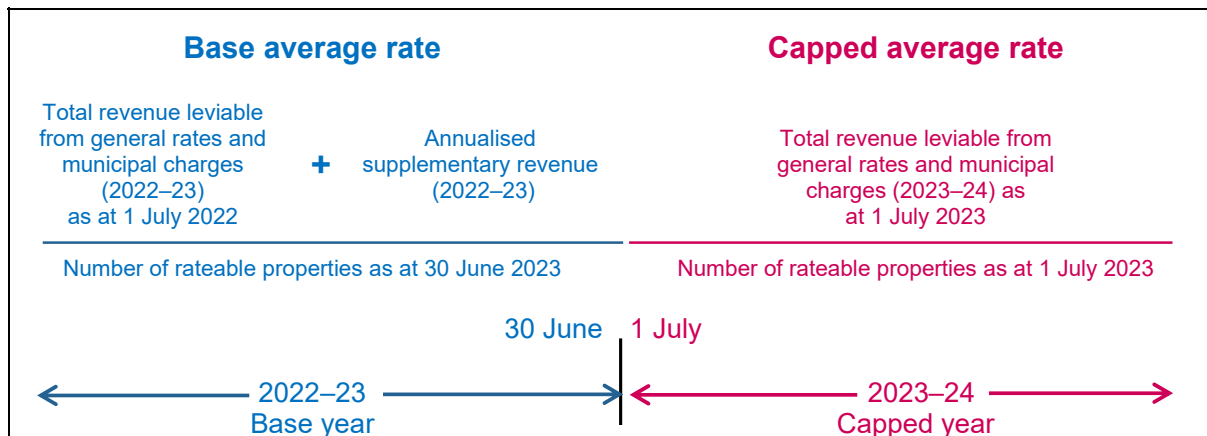 Base average rate
Total revenue leviable
from general rates and
municipal charges
(2022–23)
as at 1 July 2022
+
Annualised
supplementary revenue
(2022–23)
Number of rateable properties as at 30 June 2023
Capped average rate
Total revenue leviable from
general rates and municipal
charges (2023–24) as
at 1 July 2023
Number of rateable properties as at 1 July 2023
30 June
1 July
2022–23
Base year
2023–24
Capped year